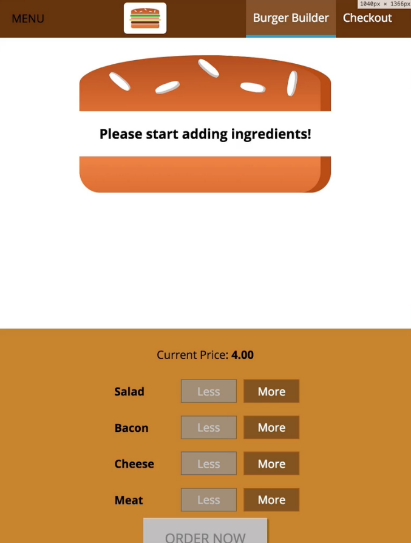 1040px × 1366px
MENU
Burger Builder
Checkout
Please start adding ingredients!
Current Price: 4.00
Salad Less More
Bacon Less More
Cheese Less More
Meat Less More
ORDER NOW